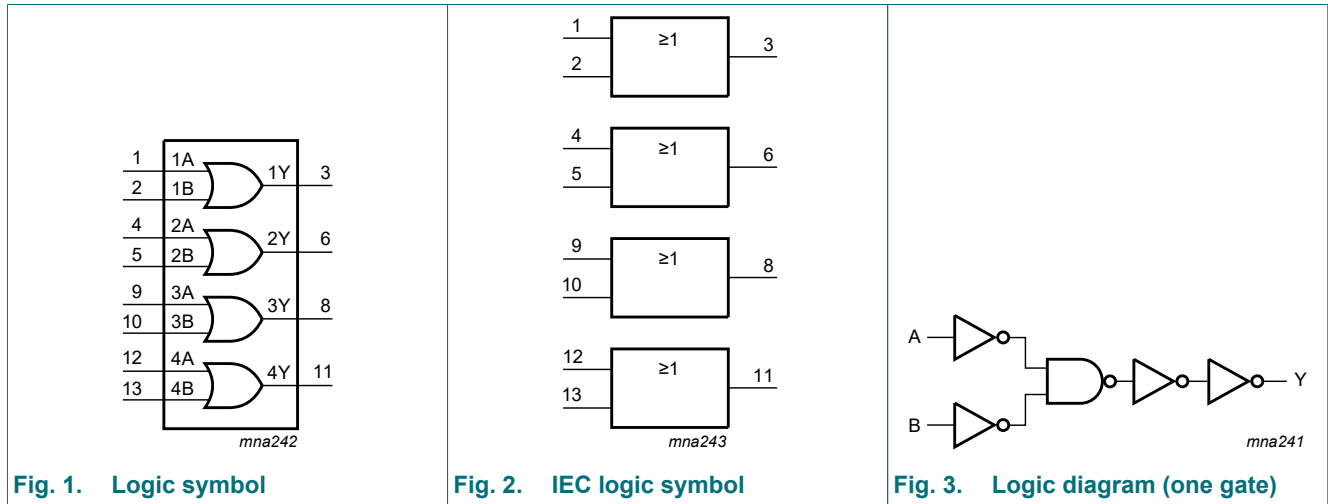 1 1A 1Y 3
2 1B
4 2A 2Y 6
5 2B
9 3A 3Y 8
10 3B
12 4A 4Y 11
13 4B
mna242
Fig. 1. Logic symbol
1 ≥1 3
2
4 ≥1 6
5
9 ≥1 8
10
12 ≥1 11
13
mna243
Fig. 2. IEC logic symbol
A
Y
B
mna241
Fig. 3. Logic diagram (one gate)